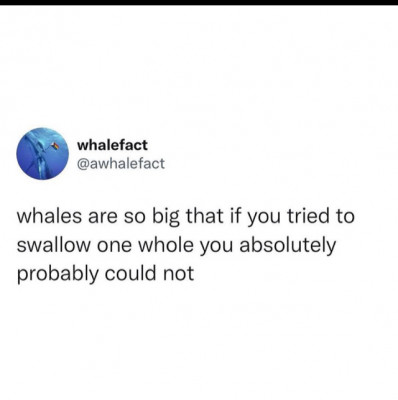 whalefact
@awhalefact
whales are so big that if you tried to
swallow one whole you absolutely
probably could not